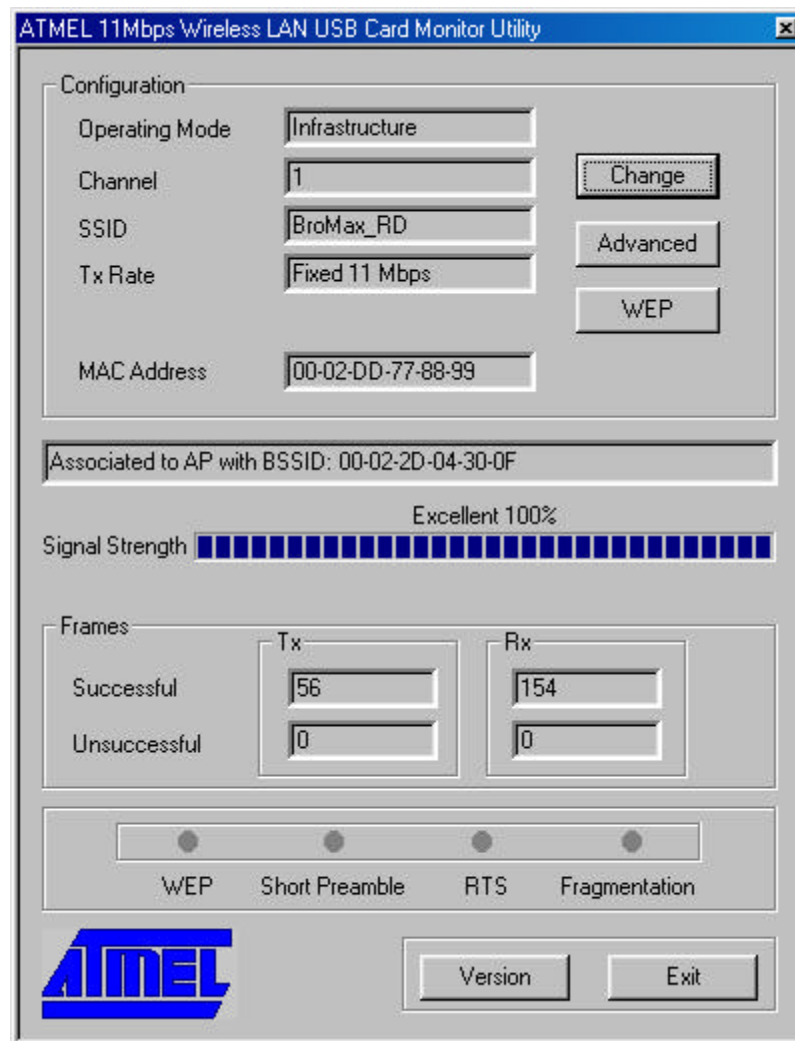 ATMEL 11Mbps Wireless LAN USB Card Monitor Utility
Configuration
Operating Mode Infrastructure
Channel 1
Change
SSID BroMax_RD
Advanced
Tx Rate Fixed 11 Mbps
WEP
MAC Address 00-02-DD-77-88-99
Associated to AP with BSSID: 00-02-2D-04-30-0F
Excellent 100%
Signal Strength
Frames
Tx Rx
Successful 56 154
Unsuccessful 0 0
WEP Short Preamble RTS Fragmentation
ATMEL
Version Exit